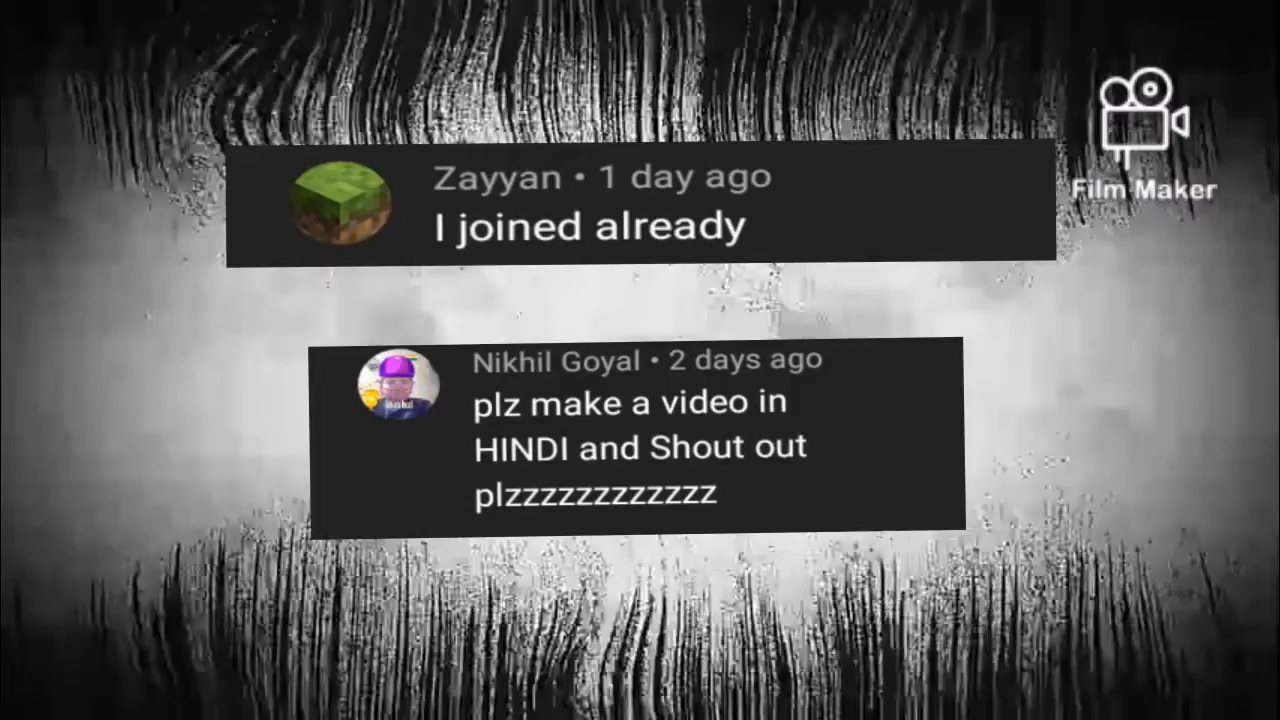 Film Maker
Zayyan • 1 day ago
I joined already
Nikhil Goyal • 2 days ago
plz make a video in
HINDI and Shout out
plzzzzzzzzzzzz